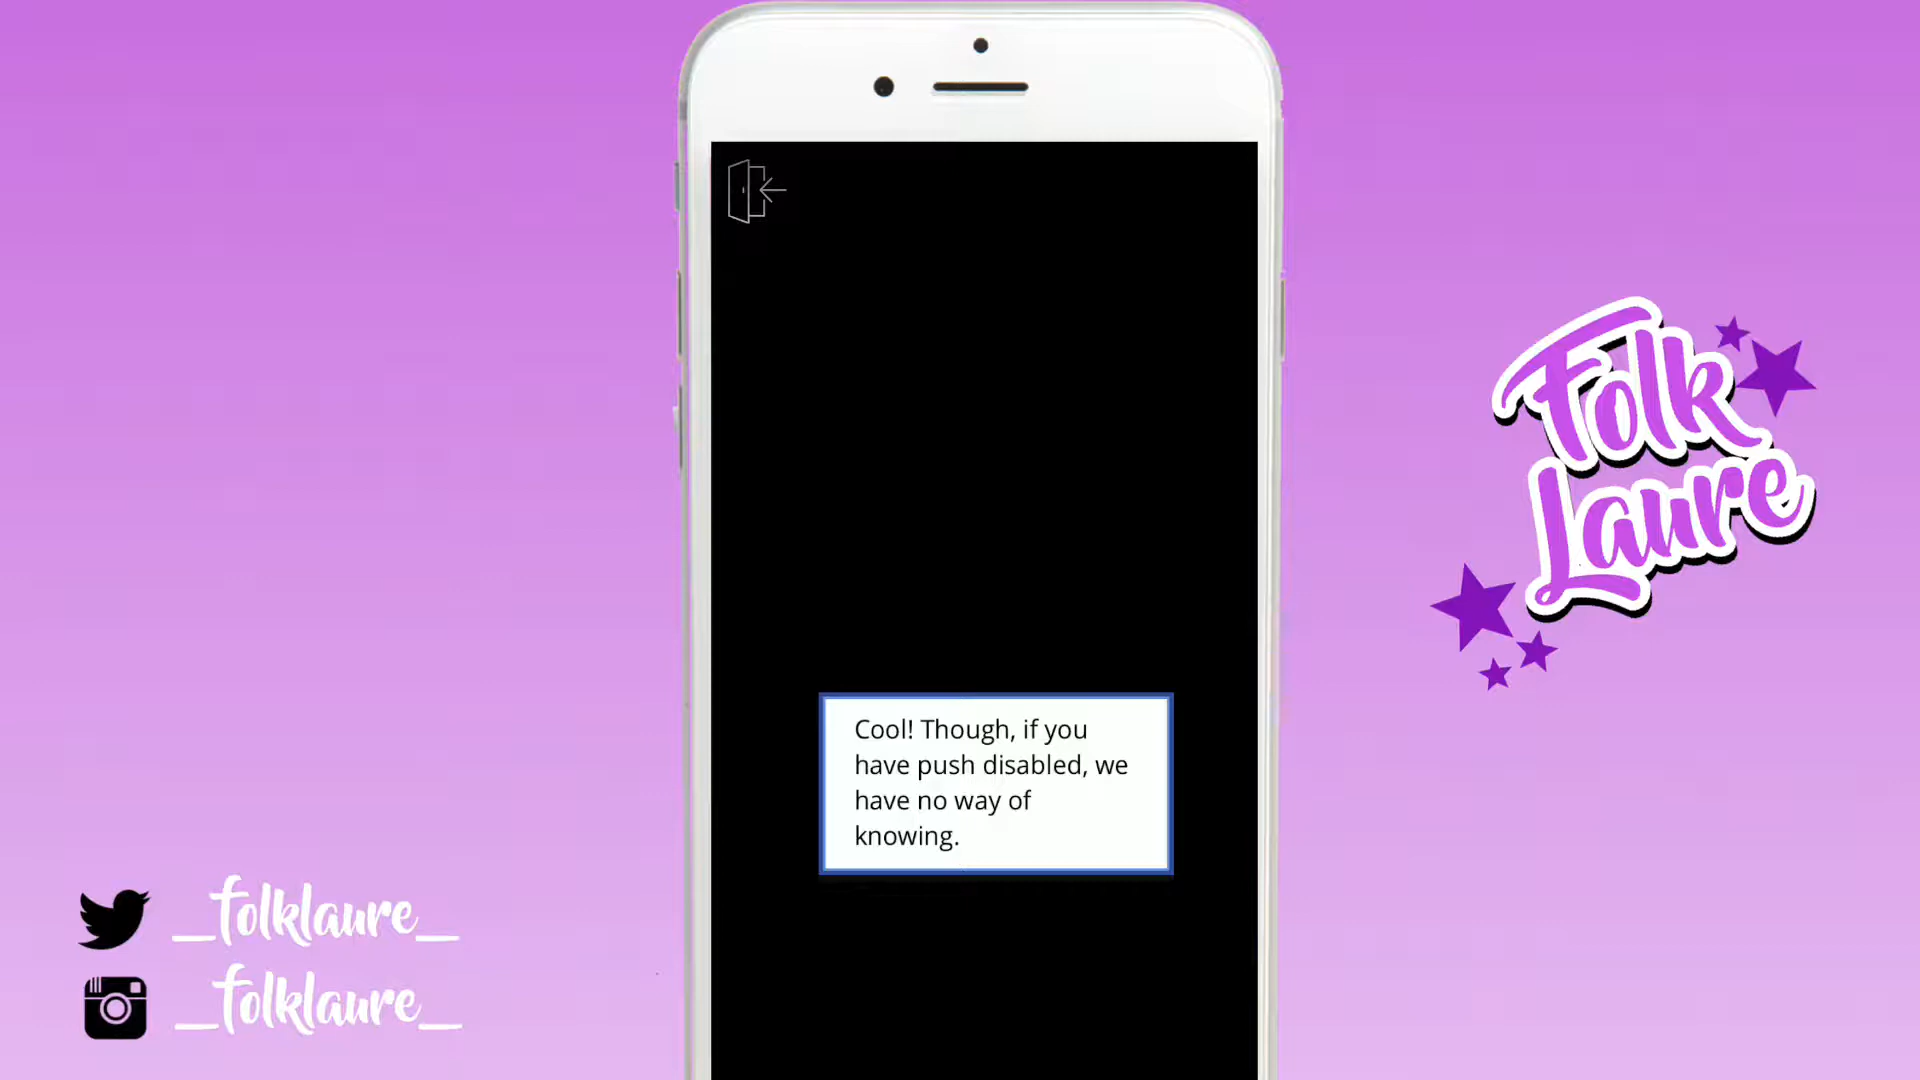 Folk
Laure
Cool! Though, if you
have push disabled, we
have no way of
knowing.
_folklaure_
_folklaure_